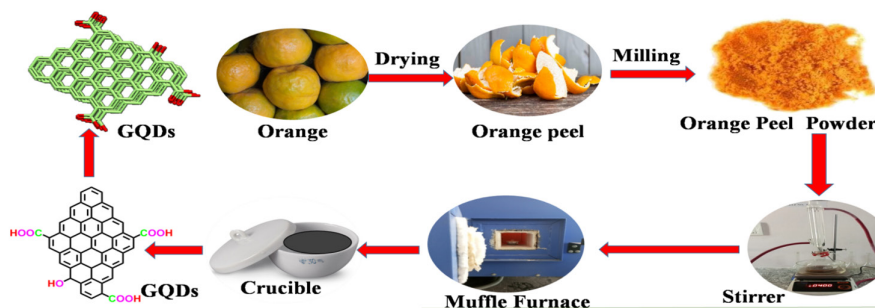 Drying
Milling
GQDs
Orange
Orange peel
Orange Peel Powder
HOOC
COOH
HO
COOH
GQDs
Crucible
Muffle Furnace
Stirrer